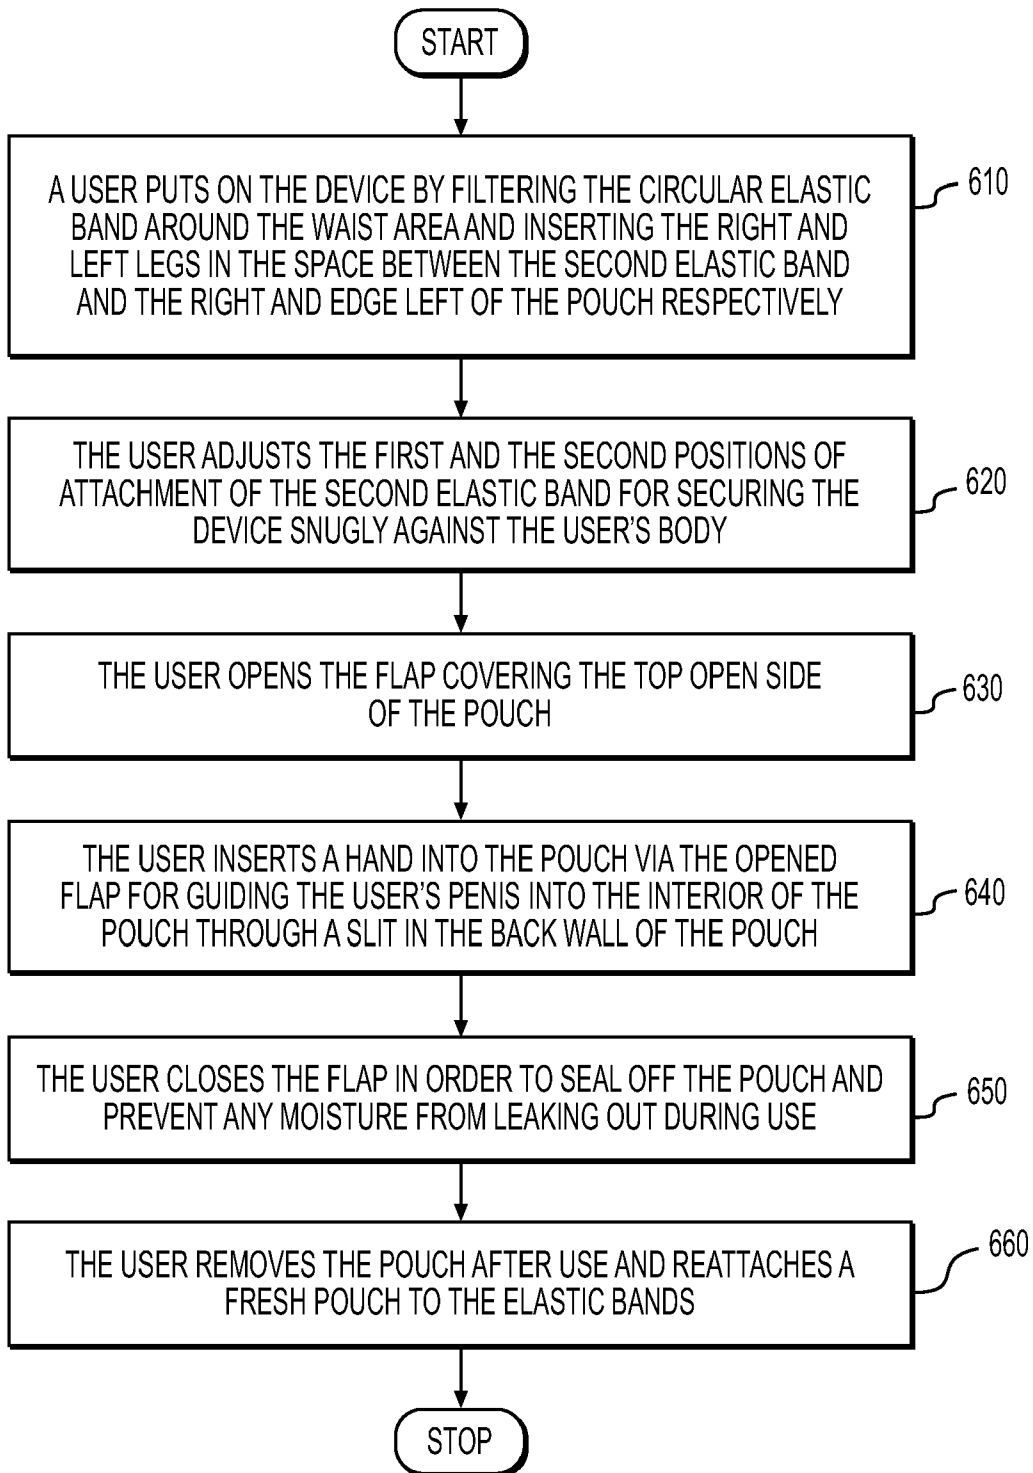 START
A USER PUTS ON THE DEVICE BY FILTERING THE CIRCULAR ELASTIC
BAND AROUND THE WAIST AREA AND INSERTING THE RIGHT AND
LEFT LEGS IN THE SPACE BETWEEN THE SECOND ELASTIC BAND
AND THE RIGHT AND EDGE LEFT OF THE POUCH RESPECTIVELY
610
THE USER ADJUSTS THE FIRST AND THE SECOND POSITIONS OF
ATTACHMENT OF THE SECOND ELASTIC BAND FOR SECURING THE
DEVICE SNUGLY AGAINST THE USER'S BODY
620
THE USER OPENS THE FLAP COVERING THE TOP OPEN SIDE
OF THE POUCH
630
THE USER INSERTS A HAND INTO THE POUCH VIA THE OPENED
FLAP FOR GUIDING THE USER'S PENIS INTO THE INTERIOR OF THE
POUCH THROUGH A SLIT IN THE BACK WALL OF THE POUCH
640
THE USER CLOSES THE FLAP IN ORDER TO SEAL OFF THE POUCH AND
PREVENT ANY MOISTURE FROM LEAKING OUT DURING USE
650
THE USER REMOVES THE POUCH AFTER USE AND REATTACHES A
FRESH POUCH TO THE ELASTIC BANDS
660
STOP